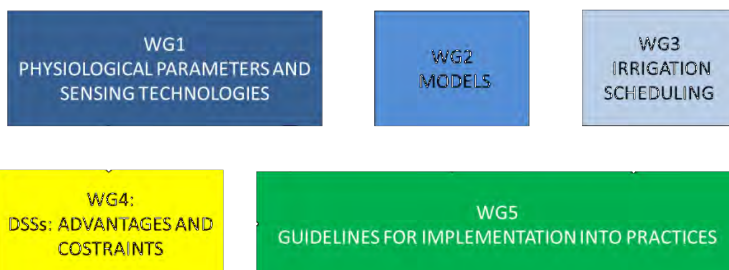 WG1
PHYSIOLOGICAL PARAMETERS AND
SENSING TECHNOLOGIES
WG2
MODELS
WG3
IRRIGATION
SCHEDULING
WG4:
DSSs: ADVANTAGES AND
COSTRAINTS
WG5
GUIDELINES FOR IMPLEMENTATION INTO PRACTICES